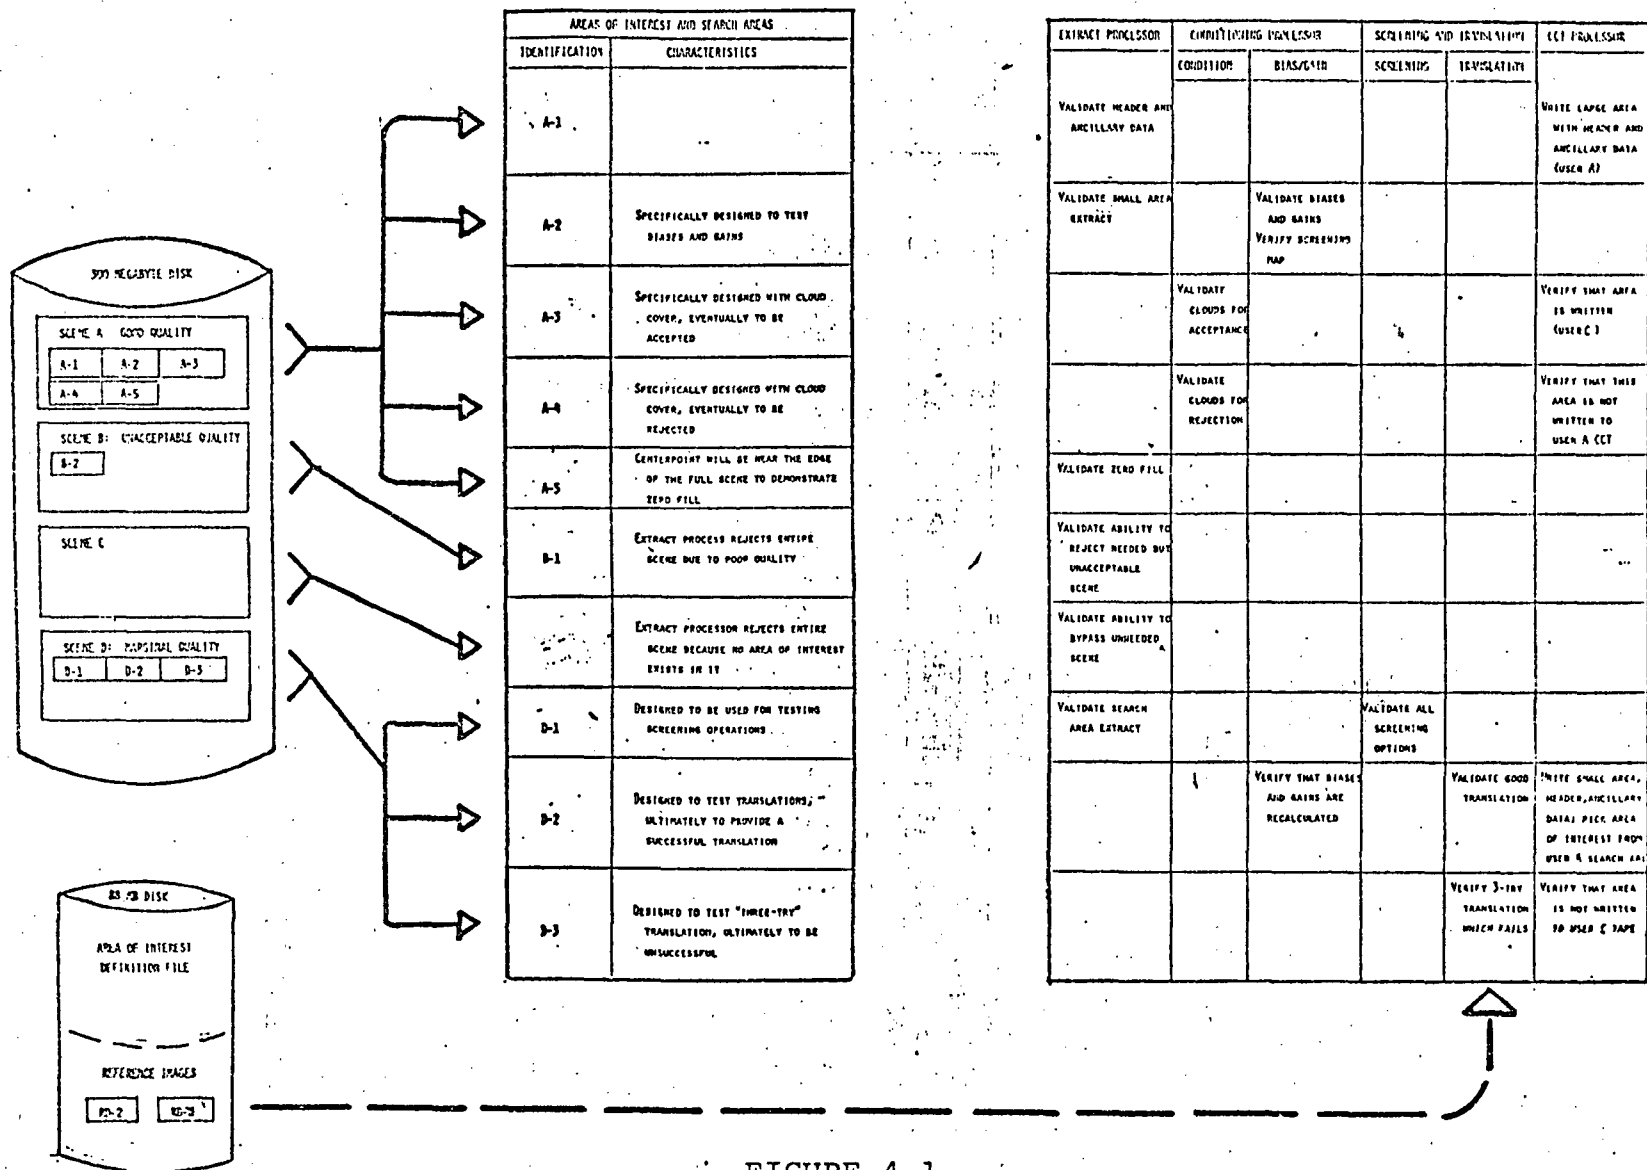 300 MEGABYTE DISK
SCENE A GOOD QUALITY
A-1 A-2 A-3
A-4 A-5
SCENE B: UNACCEPTABLE QUALITY
B-2
SCENE C
SCENE D: MARGINAL QUALITY
D-1 D-2 D-3
DISK
AREA OF INTEREST
DEFINITION FILE
REFERENCE IMAGES
RD-2
AREAS OF INTEREST AND SEARCH AREAS
IDENTIFICATION CHARACTERISTICS
A-1
A-2
SPECIFICALLY DESIGNED TO TEST
BIASES AND GAINS
A-3
SPECIFICALLY DESIGNED WITH CLOUD
COVER, EVENTUALLY TO BE
ACCEPTED
A-4
SPECIFICALLY DESIGNED WITH CLOUD
COVER, EVENTUALLY TO BE
REJECTED
A-5
CENTERPOINT WILL BE NEAR THE EDGE
OF THE FULL SCENE TO DEMONSTRATE
ZERO FILL
B-1
EXTRACT PROCESS REJECTS ENTIRE
SCENE DUE TO POOR QUALITY
EXTRACT PROCESSOR REJECTS ENTIRE
SCENE BECAUSE NO AREA OF INTEREST
EXISTS IN IT
D-1
DESIGNED TO BE USED FOR TESTING
SCREENING OPERATIONS
D-2
DESIGNED TO TEST TRANSLATIONS,
ULTIMATELY TO PROVIDE A
SUCCESSFUL TRANSLATION
D-3
DESIGNED TO TEST "THREE-TRY"
TRANSLATION, ULTIMATELY TO BE
UNSUCCESSFUL
EXTRACT PROCESSOR CONDITIONING PROCESSOR SCREENING AND TRANSLATION CCT PROCESSOR
CONDITION BIAS/GAIN SCREENING TRANSLATION
VALIDATE HEADER AND
ANCILLARY DATA
WRITE LARGE AREA
WITH HEADER AND
ANCILLARY DATA
(USER A)
VALIDATE SMALL AREA
EXTRACT
VALIDATE BIASES
AND GAINS
VERIFY SCREENING
MAP
VALIDATE
CLOUDS FOR
ACCEPTANCE
VERIFY THAT AREA
IS WRITTEN
(USER C)
VALIDATE
CLOUDS FOR
REJECTION
VERIFY THAT THIS
AREA IS NOT
WRITTEN TO
USER A CCT
VALIDATE ZERO FILL
VALIDATE ABILITY TO
REJECT NEEDED BUT
UNACCEPTABLE
SCENE
VALIDATE ABILITY TO
BYPASS UNNEEDED
SCENE
VALIDATE SEARCH
AREA EXTRACT
VALIDATE ALL
SCREENING
OPTIONS
VERIFY THAT BIASES
AND GAINS ARE
RECALCULATED
VALIDATE GOOD
TRANSLATION
WRITE SMALL AREA,
HEADER, ANCILLARY
DATA; PICK AREA
OF INTEREST FROM
USER SEARCH
VERIFY 3-TRY
TRANSLATION
WHICH FAILS
VERIFY THAT AREA
IS NOT WRITTEN
TO USER C TAPE
FIGURE 4-1